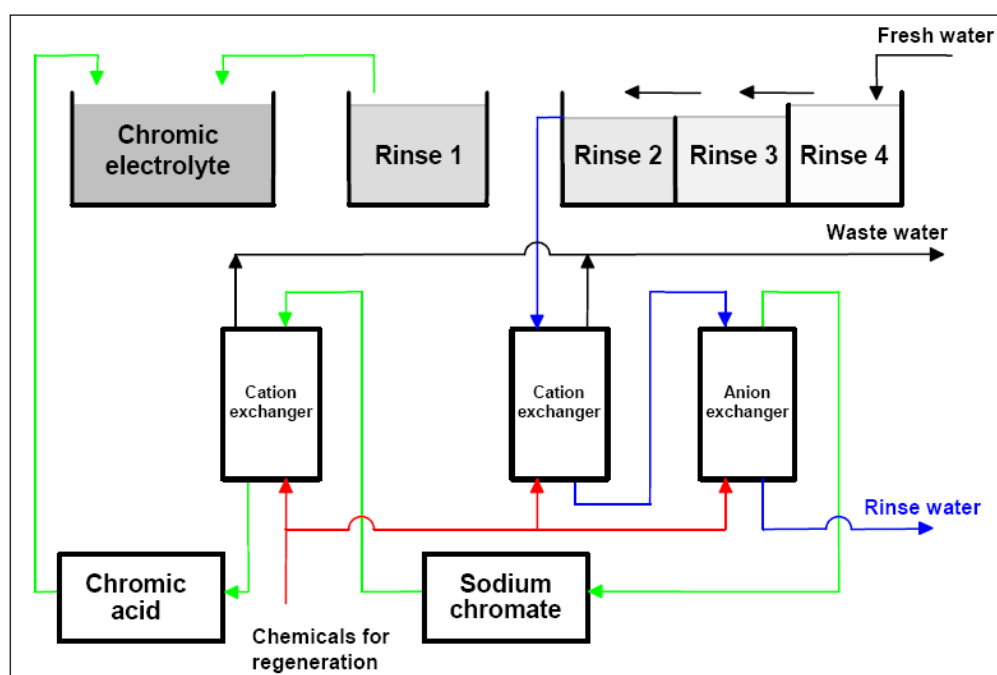 Fresh water
Chromic
electrolyte
Rinse 1
Rinse 2
Rinse 3
Rinse 4
Waste water
Cation
exchanger
Cation
exchanger
Anion
exchanger
Rinse water
Chromic
acid
Sodium
chromate
Chemicals for
regeneration